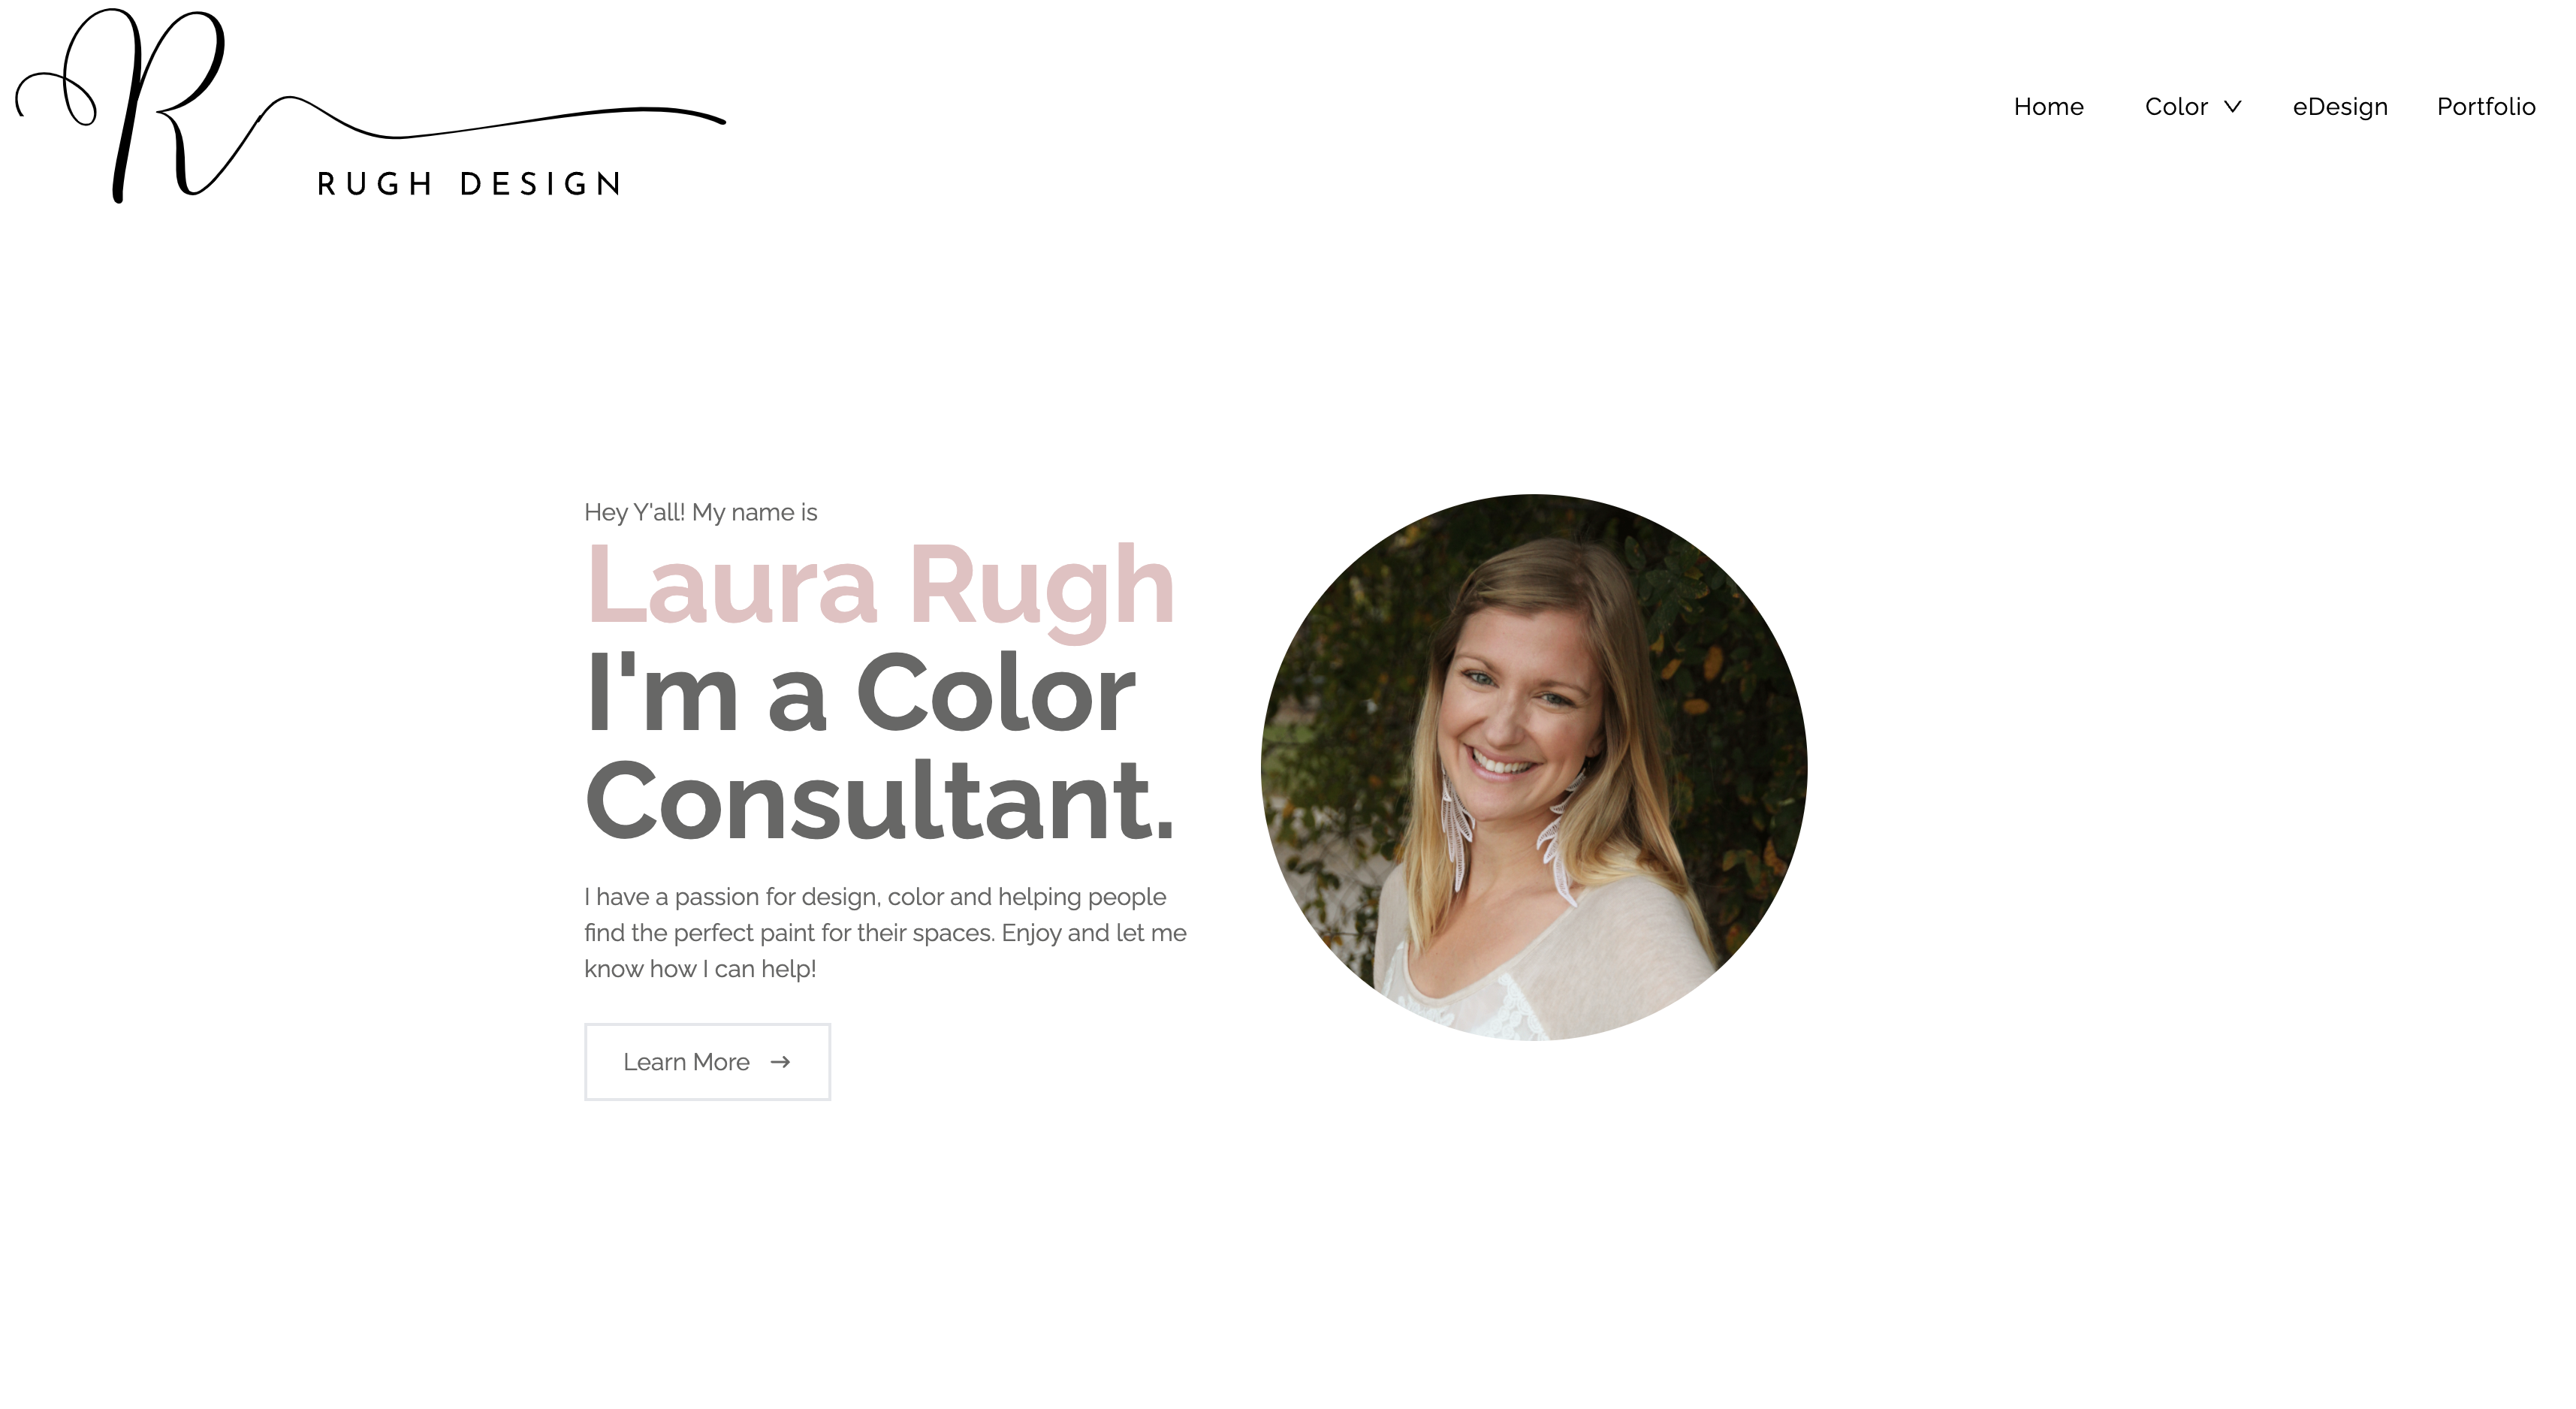 R
RUGH DESIGN
Home Color eDesign Portfolio
Hey Y'all! My name is
Laura Rugh
I'm a Color
Consultant.
I have a passion for design, color and helping people
find the perfect paint for their spaces. Enjoy and let me
know how I can help!
Learn More →